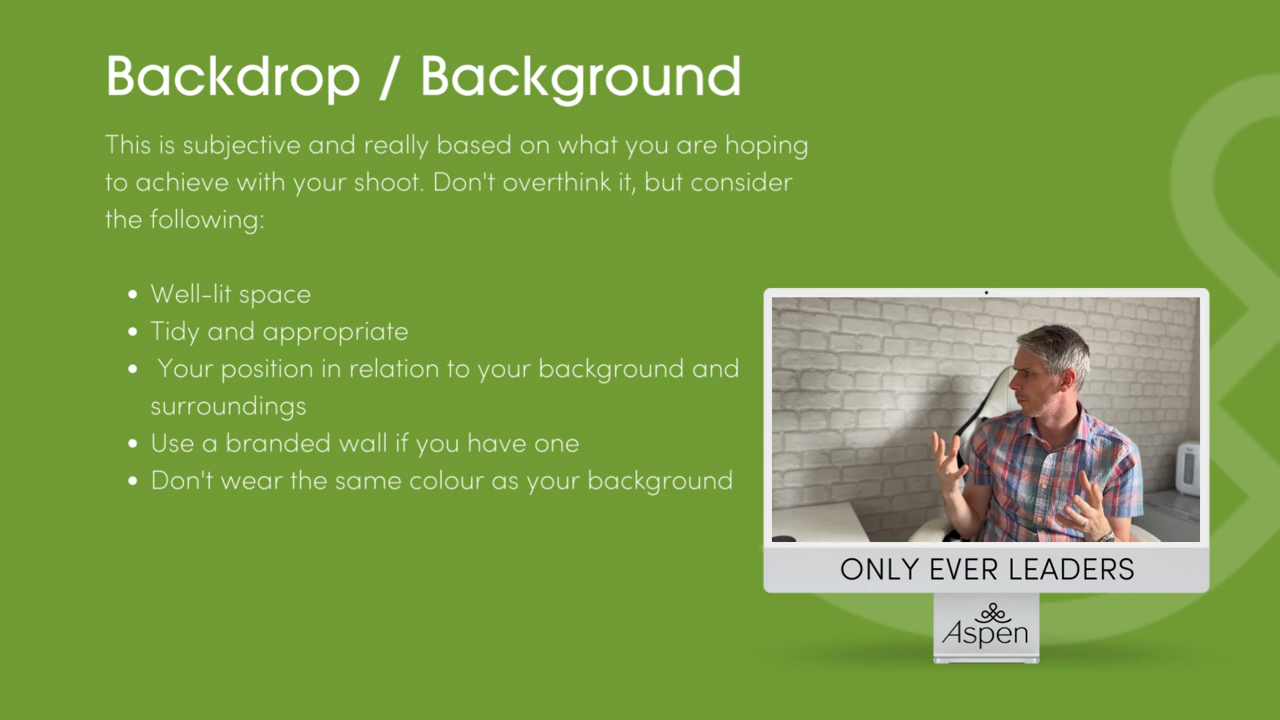 Backdrop / Background
This is subjective and really based on what you are hoping
to achieve with your shoot. Don't overthink it, but consider
the following:
• Well-lit space
• Tidy and appropriate
• Your position in relation to your background and
surroundings
• Use a branded wall if you have one
• Don't wear the same colour as your background
ONLY EVER LEADERS
Aspen